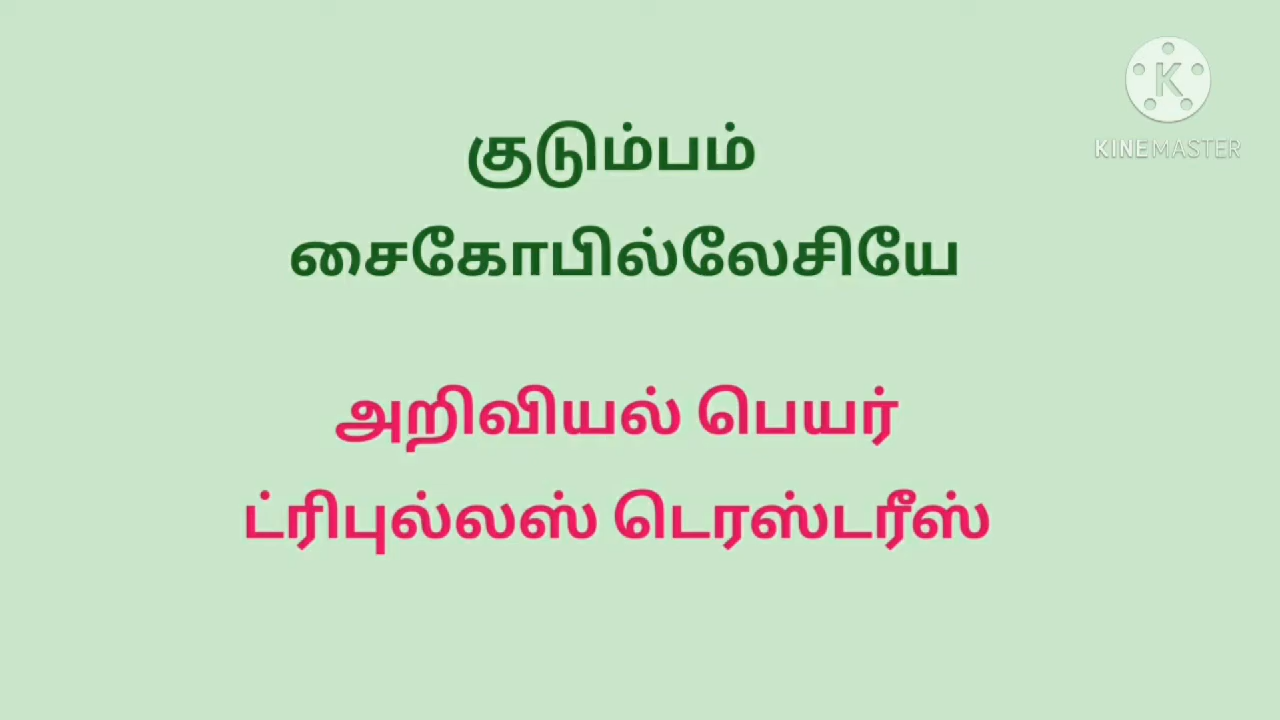 KINEMASTER
குடும்பம்
சைகோபில்லேசியே
அறிவியல் பெயர்
ட்ரிபுல்லஸ் டெரஸ்டரீஸ்